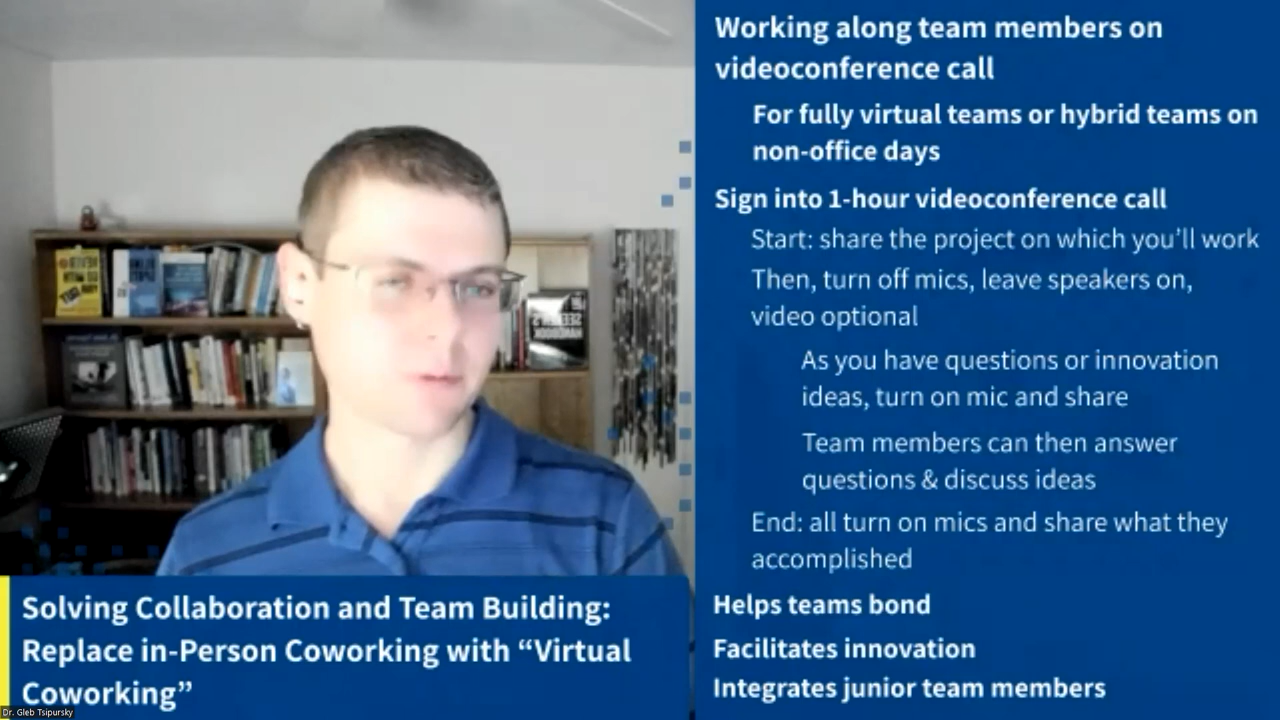 Working along team members on
videoconference call
For fully virtual teams or hybrid teams on
non-office days
Sign into 1-hour videoconference call
Start: share the project on which you’ll work
Then, turn off mics, leave speakers on,
video optional
As you have questions or innovation
ideas, turn on mic and share
Team members can then answer
questions & discuss ideas
End: all turn on mics and share what they
accomplished
Helps teams bond
Facilitates innovation
Integrates junior team members
Solving Collaboration and Team Building:
Replace in-Person Coworking with “Virtual
Coworking”
Dr. Gleb Tsipursky